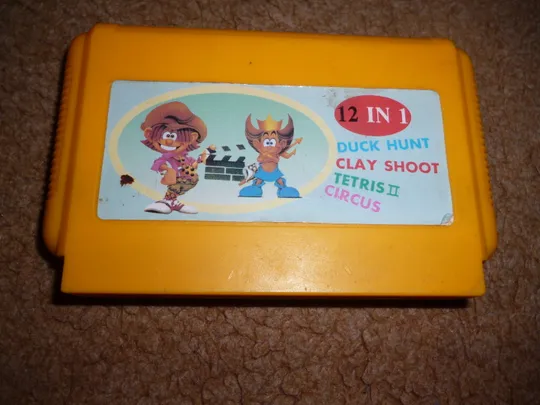 12 IN 1
DUCK HUNT
CLAY SHOOT
TETRIS II
CIRCUS